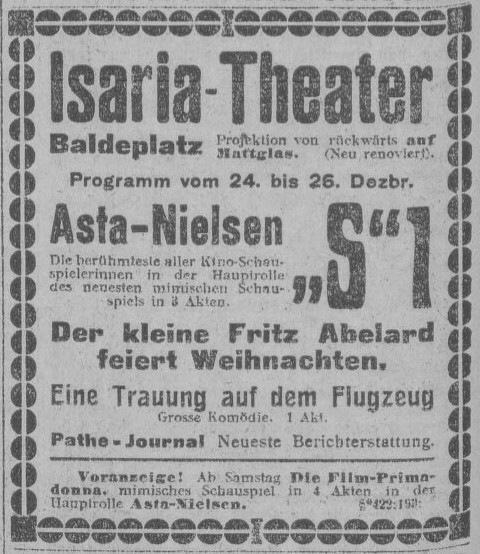 Isaria-Theater
Baldeplatz Projektion von rückwärts auf
Mattglas. (Neu renoviert).
Programm vom 24. bis 26. Dezbr.
Asta-Nielsen „S“ 1
Die berühmteste aller Kino-Schau-
spielerinnen in der Hauptrolle
des neuesten mimischen Schau-
spiels in 3 Akten.
Der kleine Fritz Abelard
feiert Weihnachten.
Eine Trauung auf dem Flugzeug
Grosse Komödie. 1 Akt.
Pathe-Journal Neueste Berichterstattung.
Voranzeige! Ab Samstag Die Film-Prima-
donna, mimisches Schauspiel in 4 Akten in der
Hauptrolle Asta-Nielsen.